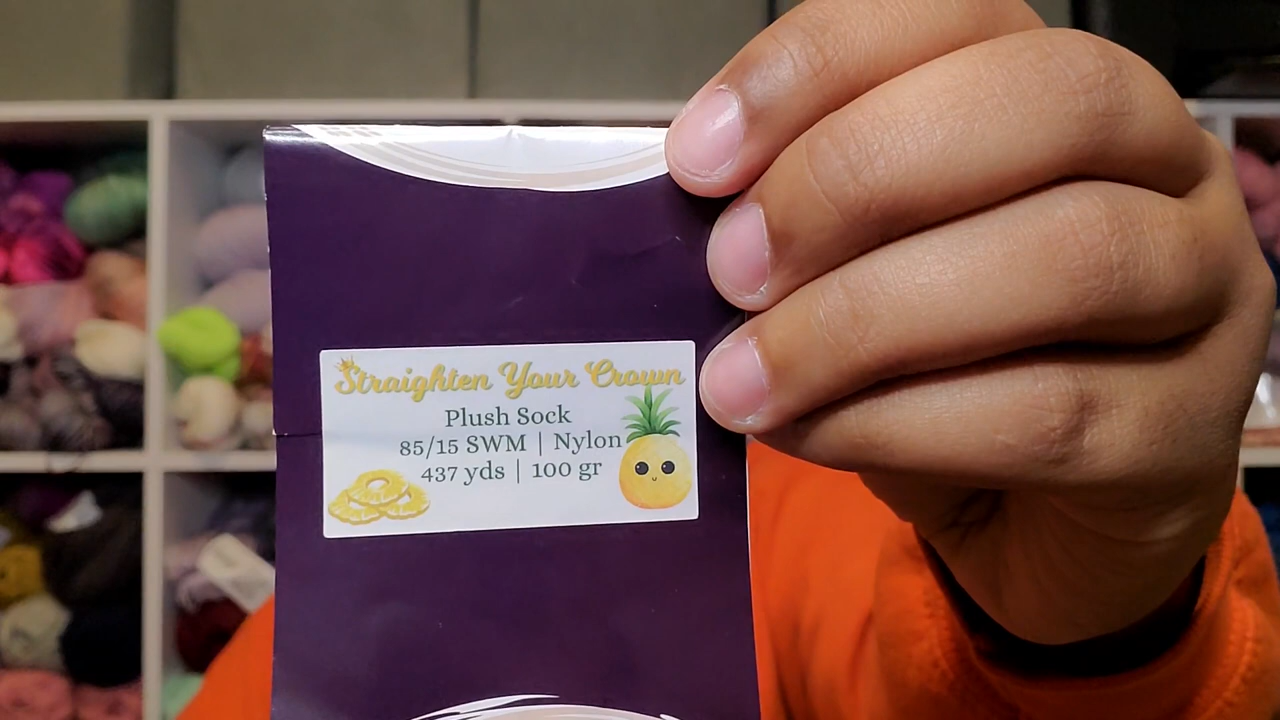 Straighten Your Crown
Plush Sock
85/15 SWM | Nylon
437 yds | 100 gr